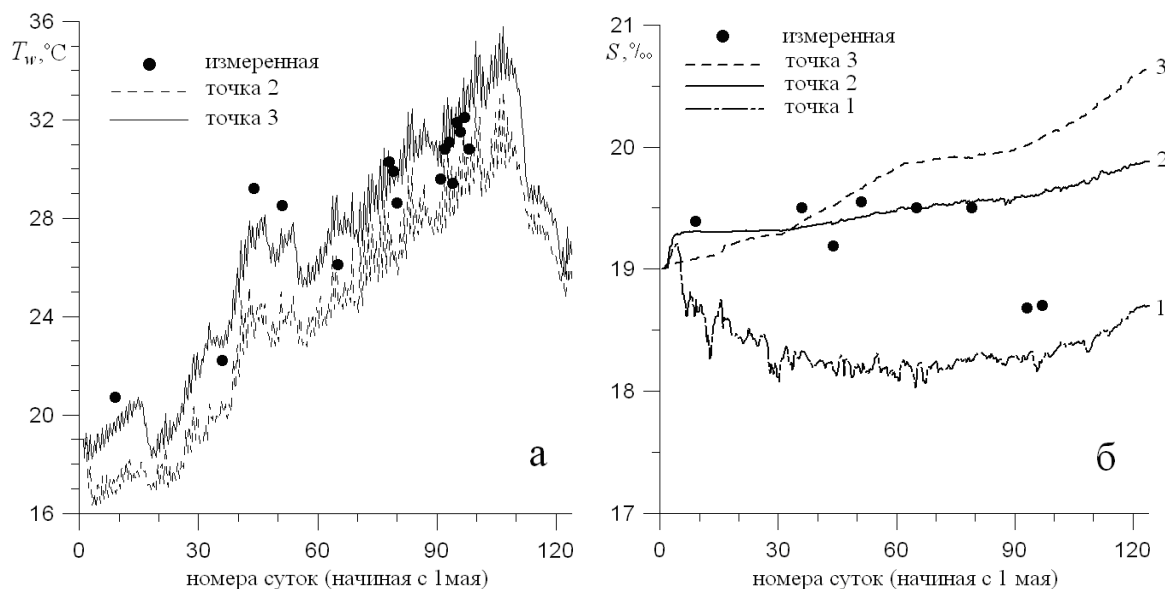 36
T_w, °C
32
28
24
20
16
измеренная
точка 2
точка 3
а
0
30
60
90
120
номера суток (начиная с 1мая)
21
S, ‰
20
19
18
17
измеренная
точка 3
точка 2
точка 1
3
2
1
б
0
30
60
90
120
номера суток (начиная с 1 мая)